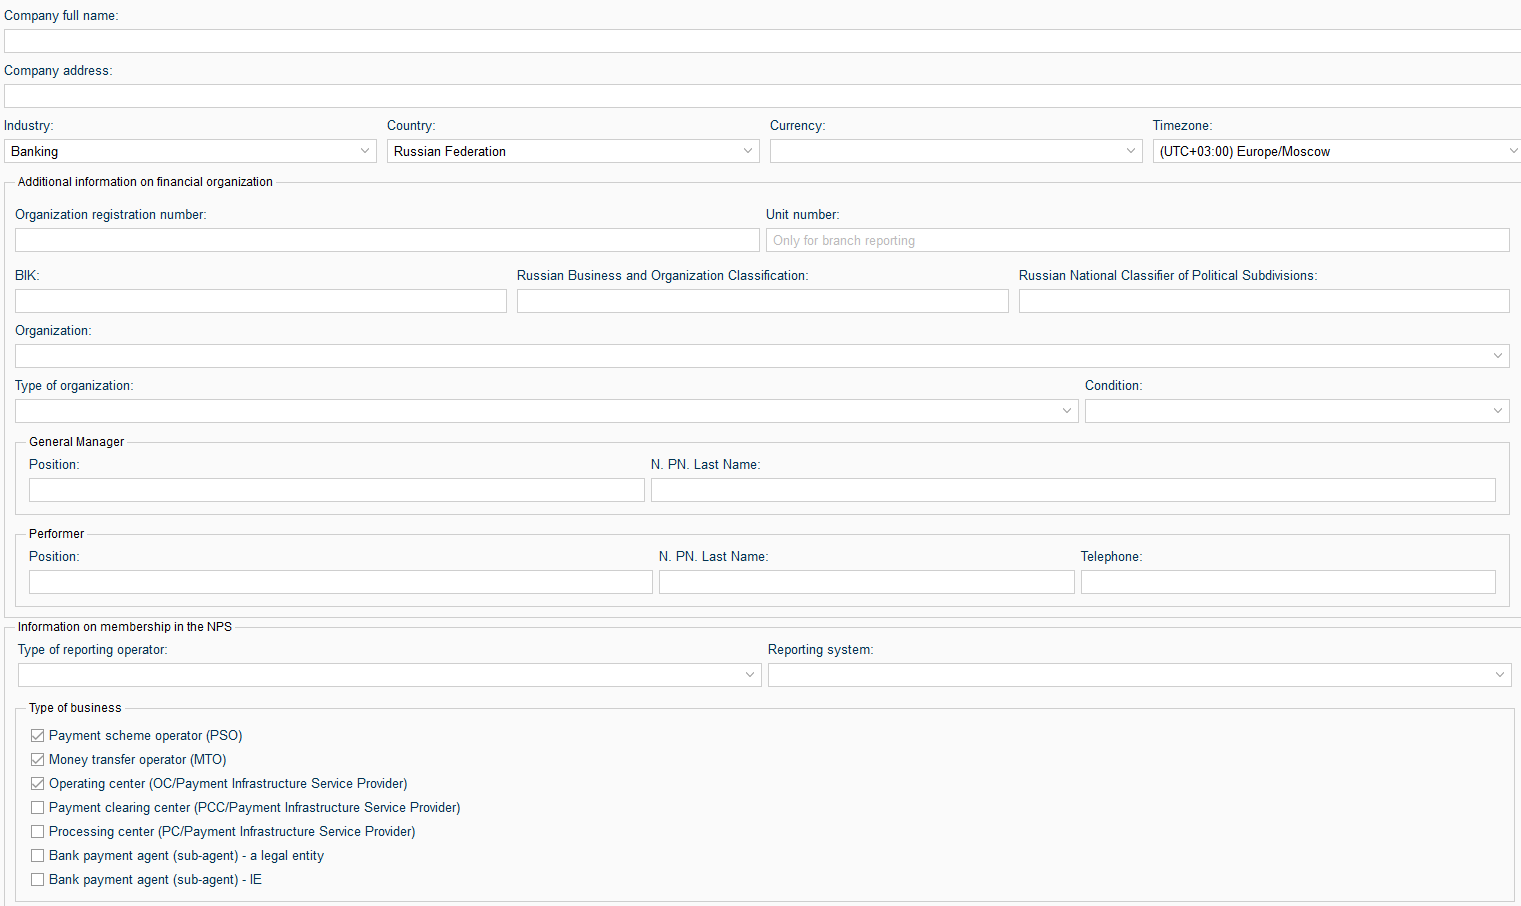 Company full name:
Company address:
Industry: Country: Currency: Timezone:
Banking Russian Federation (UTC+03:00) Europe/Moscow
Additional information on financial organization
Organization registration number: Unit number:
Only for branch reporting
BIK: Russian Business and Organization Classification: Russian National Classifier of Political Subdivisions:
Organization:
Type of organization: Condition:
General Manager
Position: N. PN. Last Name:
Performer
Position: N. PN. Last Name: Telephone:
Information on membership in the NPS
Type of reporting operator: Reporting system:
Type of business
Payment scheme operator (PSO)
Money transfer operator (MTO)
Operating center (OC/Payment Infrastructure Service Provider)
Payment clearing center (PCC/Payment Infrastructure Service Provider)
Processing center (PC/Payment Infrastructure Service Provider)
Bank payment agent (sub-agent) - a legal entity
Bank payment agent (sub-agent) - IE